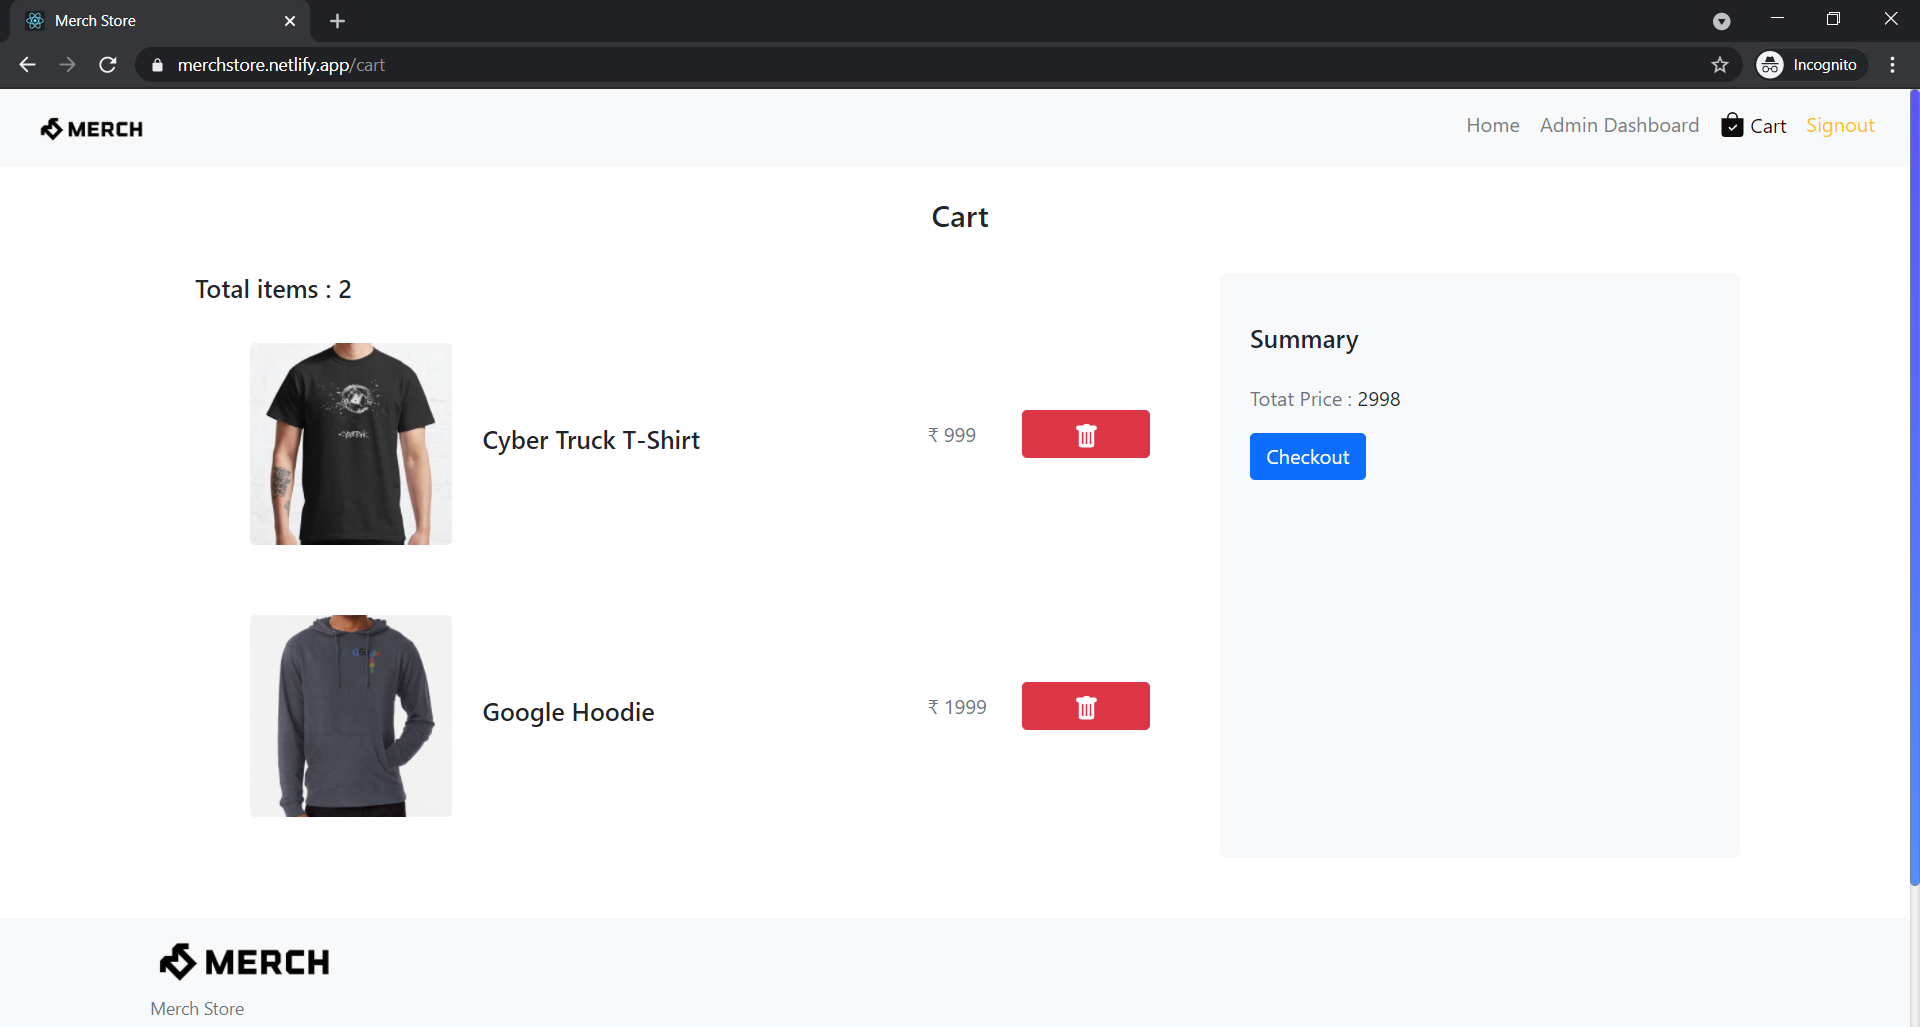 Merch Store
merchstore.netlify.app/cart
Incognito
MERCH
Home Admin Dashboard Cart Signout
Cart
Total items : 2
Cyber Truck T-Shirt
₹ 999
Google Hoodie
₹ 1999
Summary
Totat Price : 2998
Checkout
MERCH
Merch Store